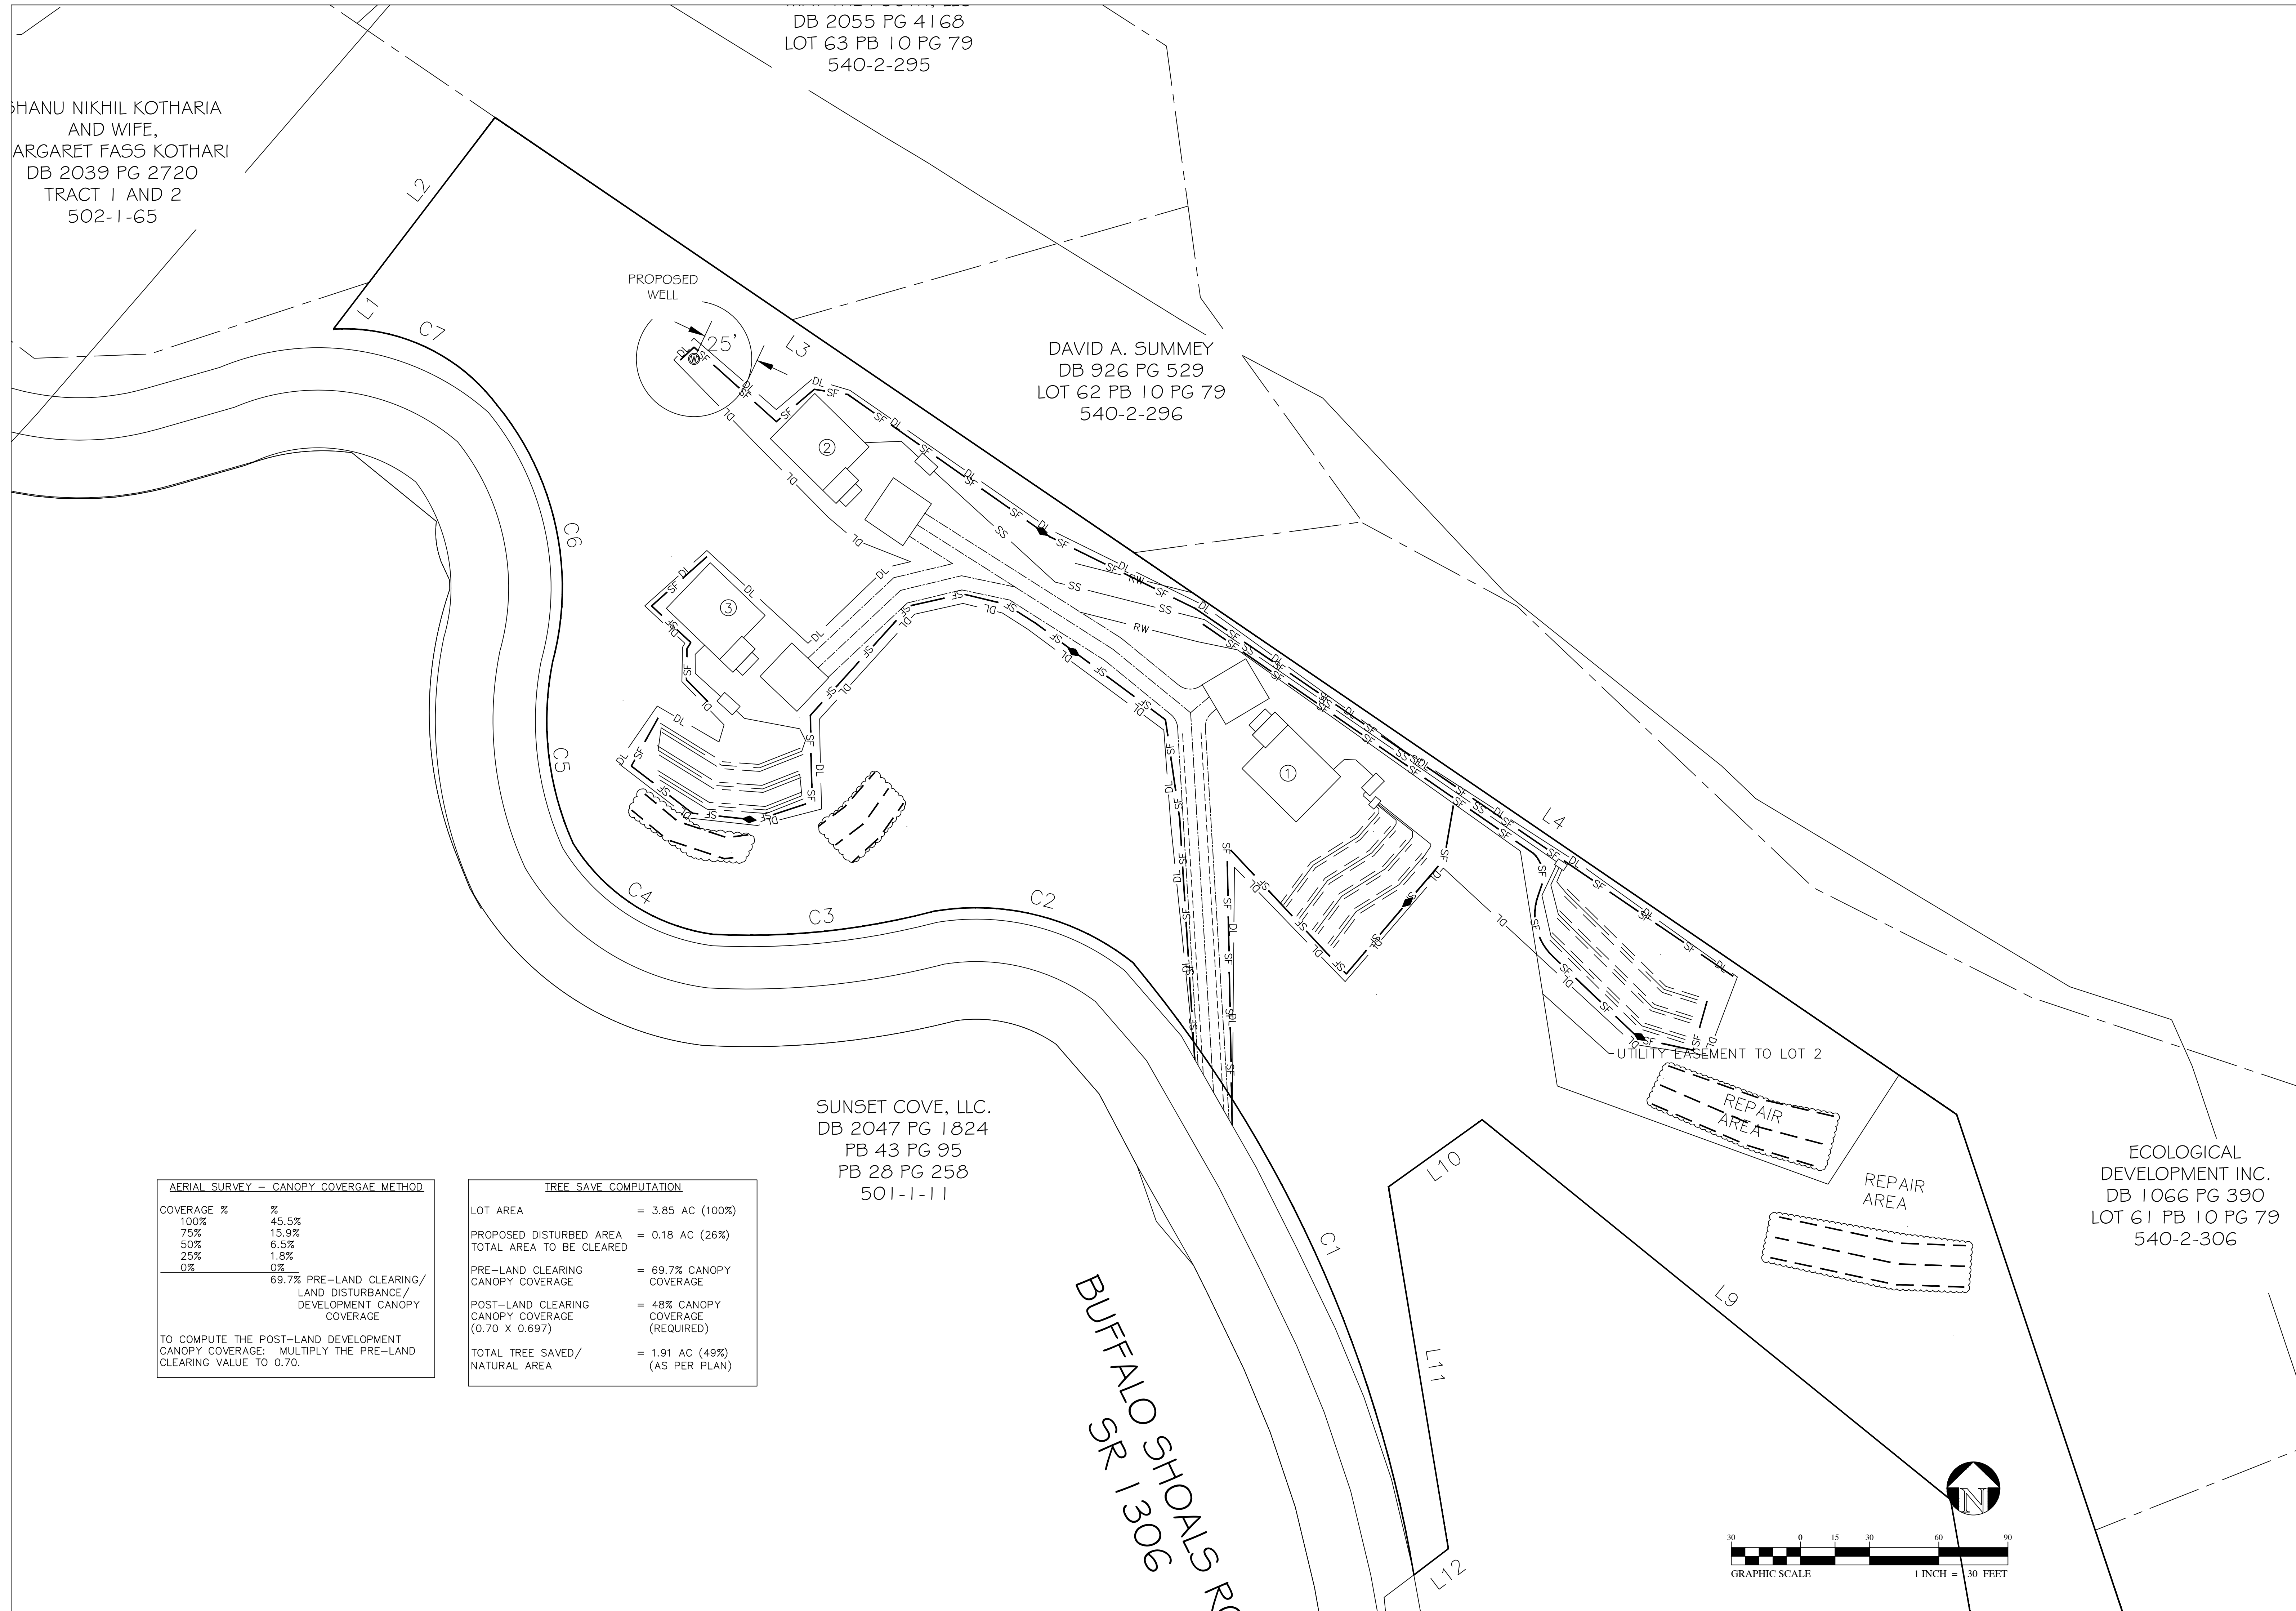 DB 2055 PG 4168
LOT 63 PB 10 PG 79
540-2-295
SHANU NIKHIL KOTHARIA
AND WIFE,
ARGARET FASS KOTHARI
DB 2039 PG 2720
TRACT 1 AND 2
502-1-65
L2
L1
C7
PROPOSED
WELL
25'
W
L3
DAVID A. SUMMEY
DB 926 PG 529
LOT 62 PB 10 PG 79
540-2-296
2
C6
3
SS
SS
SS
RW
RW
C5
1
L4
C4
C3
C2
UTILITY EASEMENT TO LOT 2
REPAIR
AREA
REPAIR
AREA
SUNSET COVE, LLC.
DB 2047 PG 1824
PB 43 PG 95
PB 28 PG 258
501-1-11
ECOLOGICAL
DEVELOPMENT INC.
DB 1066 PG 390
LOT 61 PB 10 PG 79
540-2-306
L10
C1
L9
L11
L12
BUFFALO SHOALS RO
SR 1306
AERIAL SURVEY – CANOPY COVERGAE METHOD
COVERAGE % %
100% 45.5%
75% 15.9%
50% 6.5%
25% 1.8%
0% 0%
69.7% PRE–LAND CLEARING/
LAND DISTURBANCE/
DEVELOPMENT CANOPY
COVERAGE
TO COMPUTE THE POST–LAND DEVELOPMENT
CANOPY COVERAGE: MULTIPLY THE PRE–LAND
CLEARING VALUE TO 0.70.
TREE SAVE COMPUTATION
LOT AREA = 3.85 AC (100%)
PROPOSED DISTURBED AREA = 0.18 AC (26%)
TOTAL AREA TO BE CLEARED
PRE–LAND CLEARING = 69.7% CANOPY
CANOPY COVERAGE COVERAGE
POST–LAND CLEARING = 48% CANOPY
CANOPY COVERAGE COVERAGE
(0.70 X 0.697) (REQUIRED)
TOTAL TREE SAVED/ = 1.91 AC (49%)
NATURAL AREA (AS PER PLAN)
N
30 0 15 30 60 90
GRAPHIC SCALE 1 INCH = 30 FEET